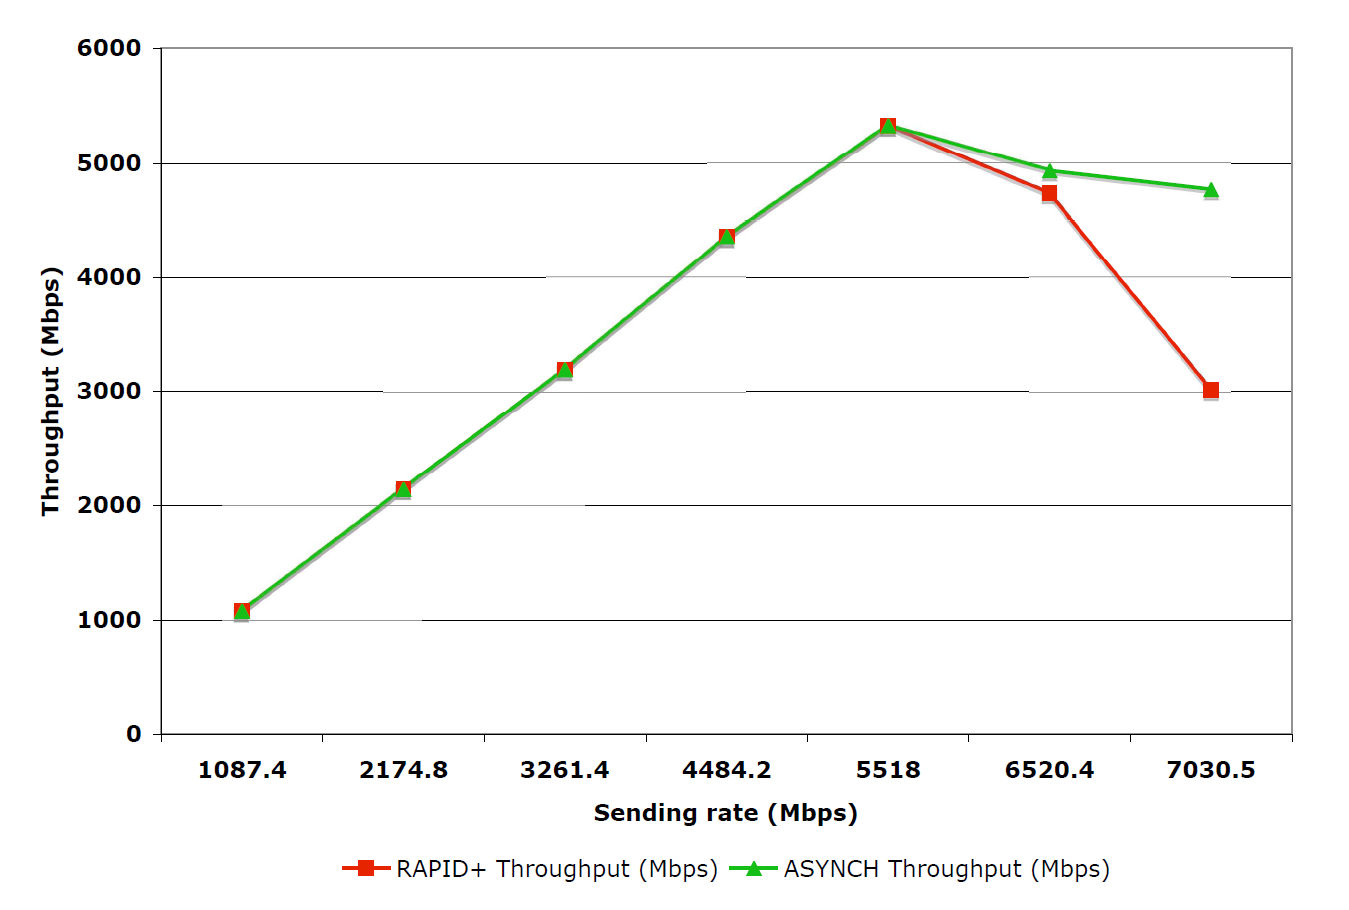 6000
5000
4000
3000
2000
1000
0
Throughput (Mbps)
1087.4 2174.8 3261.4 4484.2 5518 6520.4 7030.5
Sending rate (Mbps)
RAPID+ Throughput (Mbps) ASYNCH Throughput (Mbps)